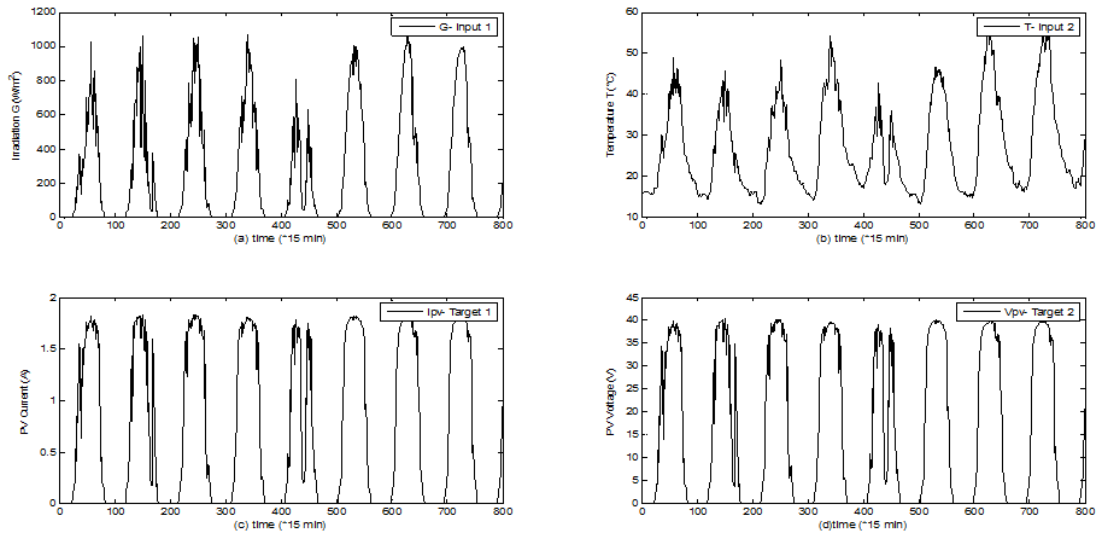 1200
1000
800
600
400
200
0
Irradiation G (W/m²)
G- Input 1
0 100 200 300 400 500 600 700 800
(a) time (*15 min)
60
50
40
30
20
10
Temperature T (°C)
T- Input 2
0 100 200 300 400 500 600 700 800
(b) time (*15 min)
2
1.5
1
0.5
0
PV Current (A)
Ipv- Target 1
0 100 200 300 400 500 600 700 800
(c) time (*15 min)
45
40
35
30
25
20
15
10
5
0
PV Voltage (V)
Vpv- Target 2
0 100 200 300 400 500 600 700 800
(d)time (*15 min)